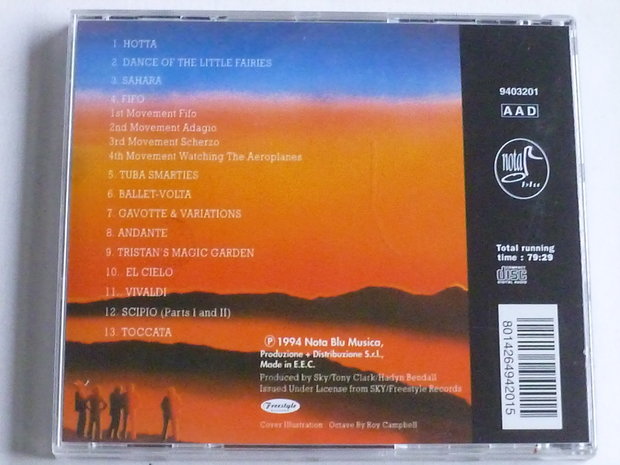 1. HOTTA
2. DANCE OF THE LITTLE FAIRIES
3. SAHARA
4. FIFO
1st Movement Fifo
2nd Movement Adagio
3rd Movement Scherzo
4th Movement Watching The Aeroplanes
5. TUBA SMARTIES
6. BALLET-VOLTA
7. GAVOTTE & VARIATIONS
8. ANDANTE
9. TRISTAN'S MAGIC GARDEN
10.. EL CIELO
11.. VIVALDI
12. SCIPIO (Parts I and II)
13. TOCCATA
℗ 1994 Nota Blu Musica,
Produzione + Distribuzione S.r.l.,
Made in E.E.C.
Produced by Sky/Tony Clark/Hadyn Bendall
Issued Under License from SKY/Freestyle Records
Freestyle
Cover Illustration Octave By Roy Campbell
9403201
AAD
nota
blu
Total running
time : 79:29
COMPACT
disc
DIGITAL AUDIO
8014264942015